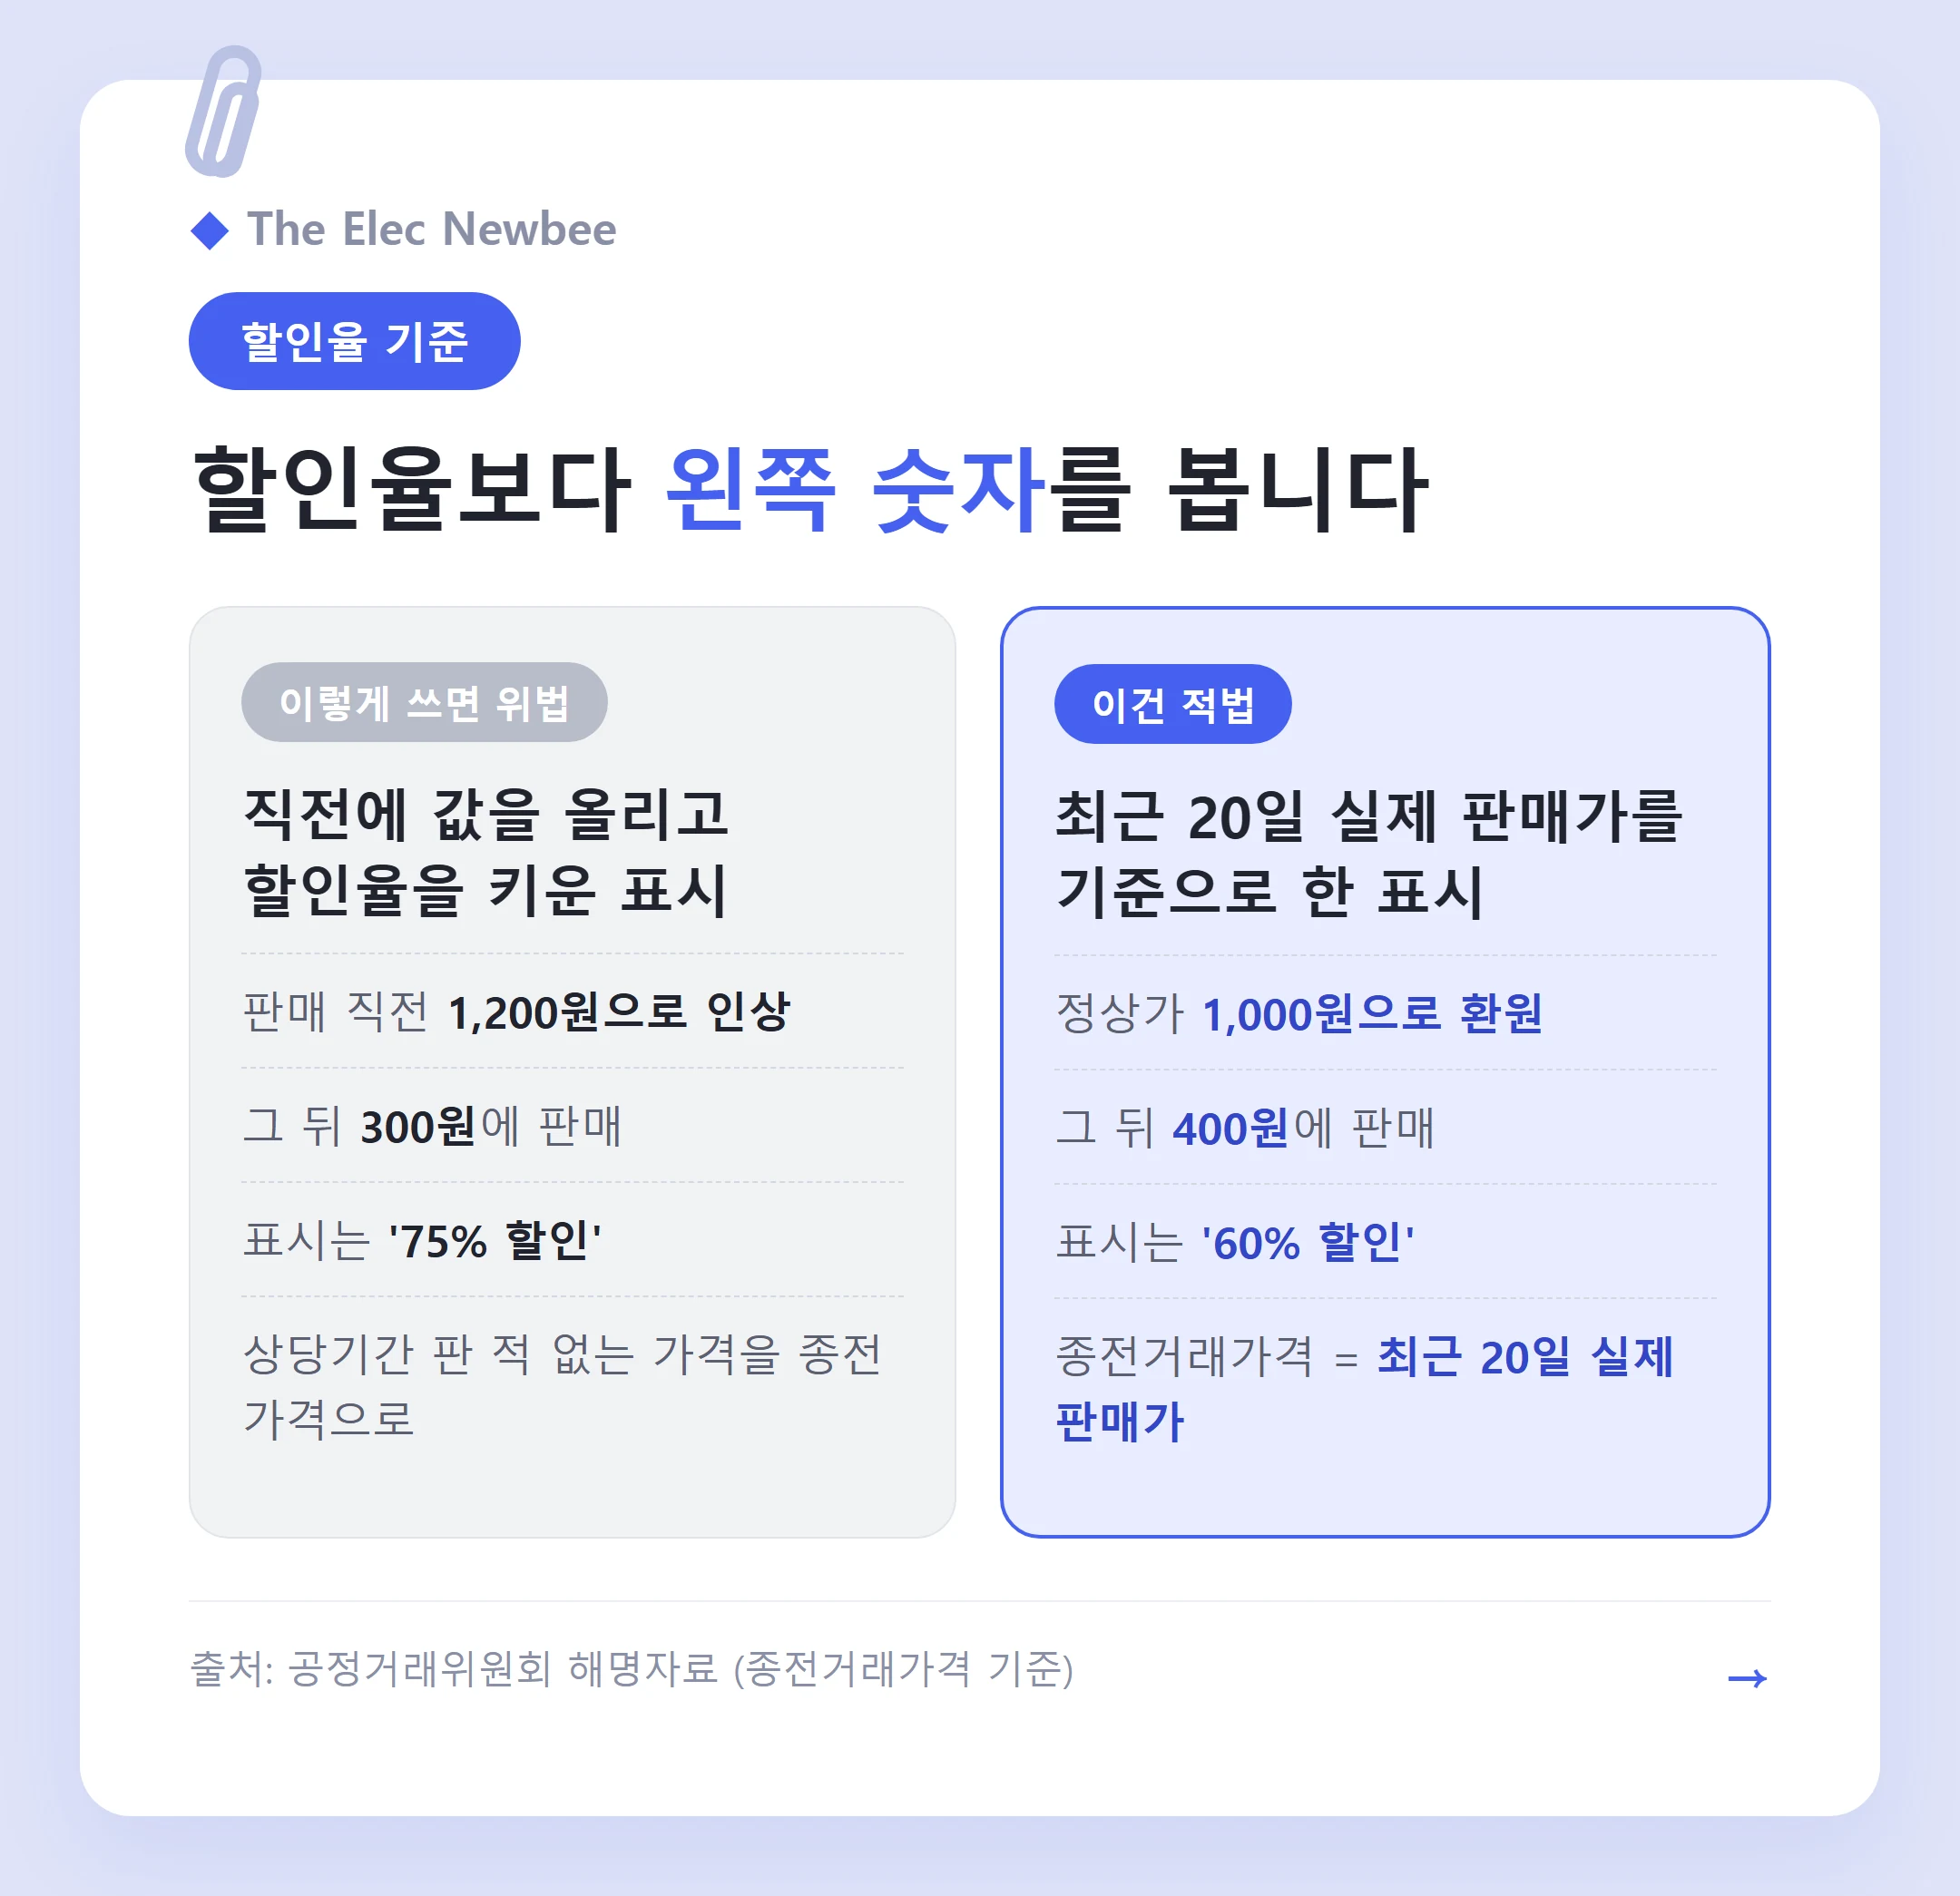 The Elec Newbee
할인율 기준
할인율보다 왼쪽 숫자를 봅니다
이렇게 쓰면 위법
직전에 값을 올리고
할인율을 키운 표시
판매 직전 1,200원으로 인상
그 뒤 300원에 판매
표시는 '75% 할인'
상당기간 판 적 없는 가격을 종전
가격으로
이건 적법
최근 20일 실제 판매가를
기준으로 한 표시
정상가 1,000원으로 환원
그 뒤 400원에 판매
표시는 '60% 할인'
종전거래가격 = 최근 20일 실제
판매가
출처: 공정거래위원회 해명자료 (종전거래가격 기준)
→